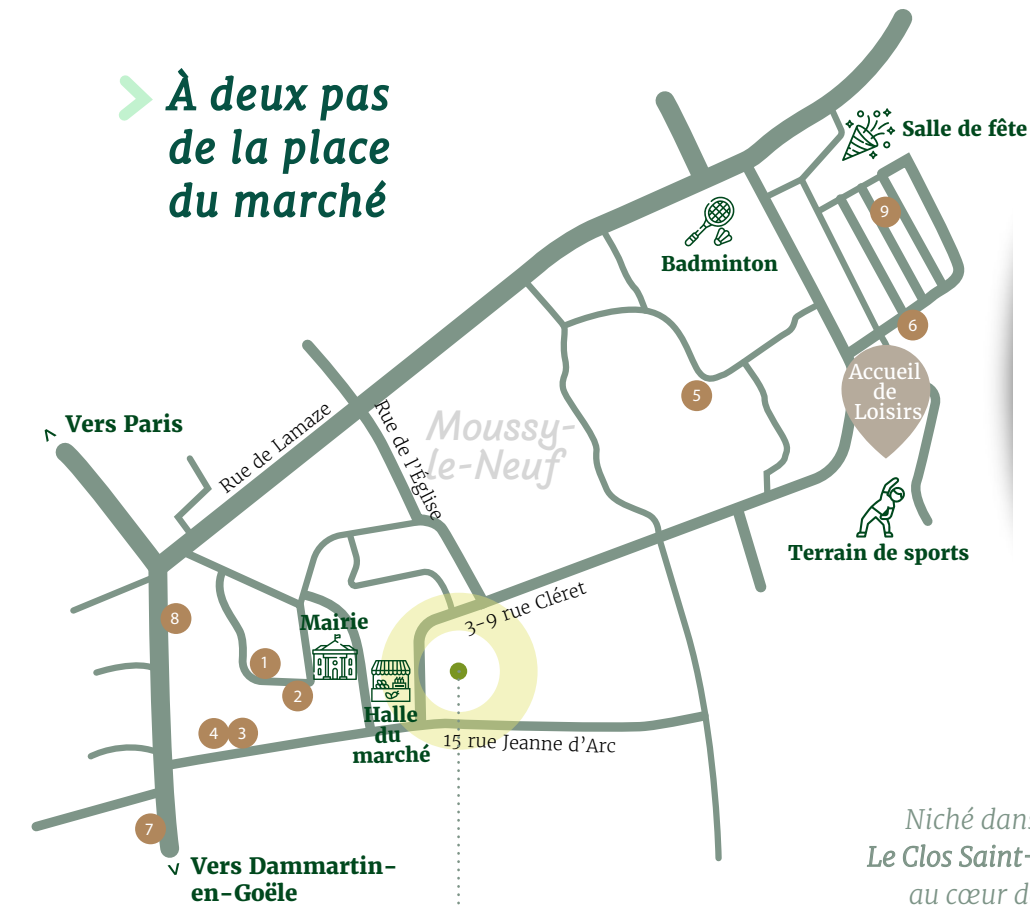 À deux pas
de la place
du marché
Salle de fête
9
Badminton
6
Accueil
de
Loisirs
5
Vers Paris
Rue de Lamaze
Rue de l'Église
Moussy-
le-Neuf
Terrain de sports
3-9 rue Cléret
8
Mairie
1
2
Halle
du
marché
4
3
15 rue Jeanne d'Arc
7
Vers Dammartin-
en-Goële
Niché dans
Le Clos Saint-
au cœur d